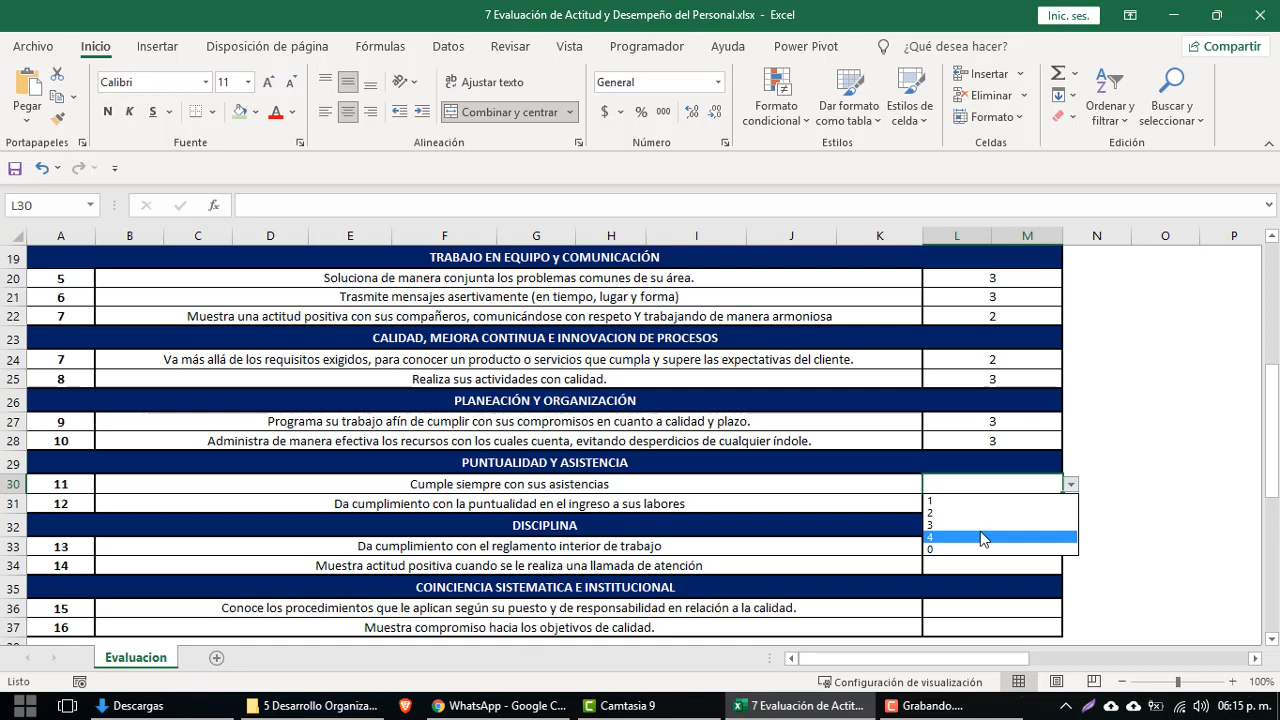 7 Evaluación de Actitud y Desempeño del Personal.xlsx - Excel
Inic. ses.
Archivo Inicio Insertar Disposición de página Fórmulas Datos Revisar Vista Programador Ayuda Power Pivot ¿Qué desea hacer? Compartir
Pegar
Calibri 11
N K S
Ajustar texto
Combinar y centrar
General
$ % 000
Formato condicional
Dar formato como tabla
Estilos de celda
Insertar
Eliminar
Formato
Ordenar y filtrar
Buscar y seleccionar
Portapapeles Fuente Alineación Número Estilos Celdas Edición
L30 fx
A B C D E F G H I J K L M N O P
19 TRABAJO EN EQUIPO y COMUNICACIÓN
20 5 Soluciona de manera conjunta los problemas comunes de su área. 3
21 6 Trasmite mensajes asertivamente (en tiempo, lugar y forma) 3
22 7 Muestra una actitud positiva con sus compañeros, comunicándose con respeto Y trabajando de manera armoniosa 2
23 CALIDAD, MEJORA CONTINUA E INNOVACION DE PROCESOS
24 7 Va más allá de los requisitos exigidos, para conocer un producto o servicios que cumpla y supere las expectativas del cliente. 2
25 8 Realiza sus actividades con calidad. 3
26 PLANEACIÓN Y ORGANIZACIÓN
27 9 Programa su trabajo afín de cumplir con sus compromisos en cuanto a calidad y plazo. 3
28 10 Administra de manera efectiva los recursos con los cuales cuenta, evitando desperdicios de cualquier índole. 3
29 PUNTUALIDAD Y ASISTENCIA
30 11 Cumple siempre con sus asistencias
31 12 Da cumplimiento con la puntualidad en el ingreso a sus labores
1
2
3
4
0
32 DISCIPLINA
33 13 Da cumplimiento con el reglamento interior de trabajo
34 14 Muestra actitud positiva cuando se le realiza una llamada de atención
35 COINCIENCIA SISTEMATICA E INSTITUCIONAL
36 15 Conoce los procedimientos que le aplican según su puesto y de responsabilidad en relación a la calidad.
37 16 Muestra compromiso hacia los objetivos de calidad.
Evaluacion
Listo Configuración de visualización 100%
Descargas 5 Desarrollo Organiza... WhatsApp - Google C... Camtasia 9 7 Evaluación de Actit... Grabando.... 06:15 p. m.